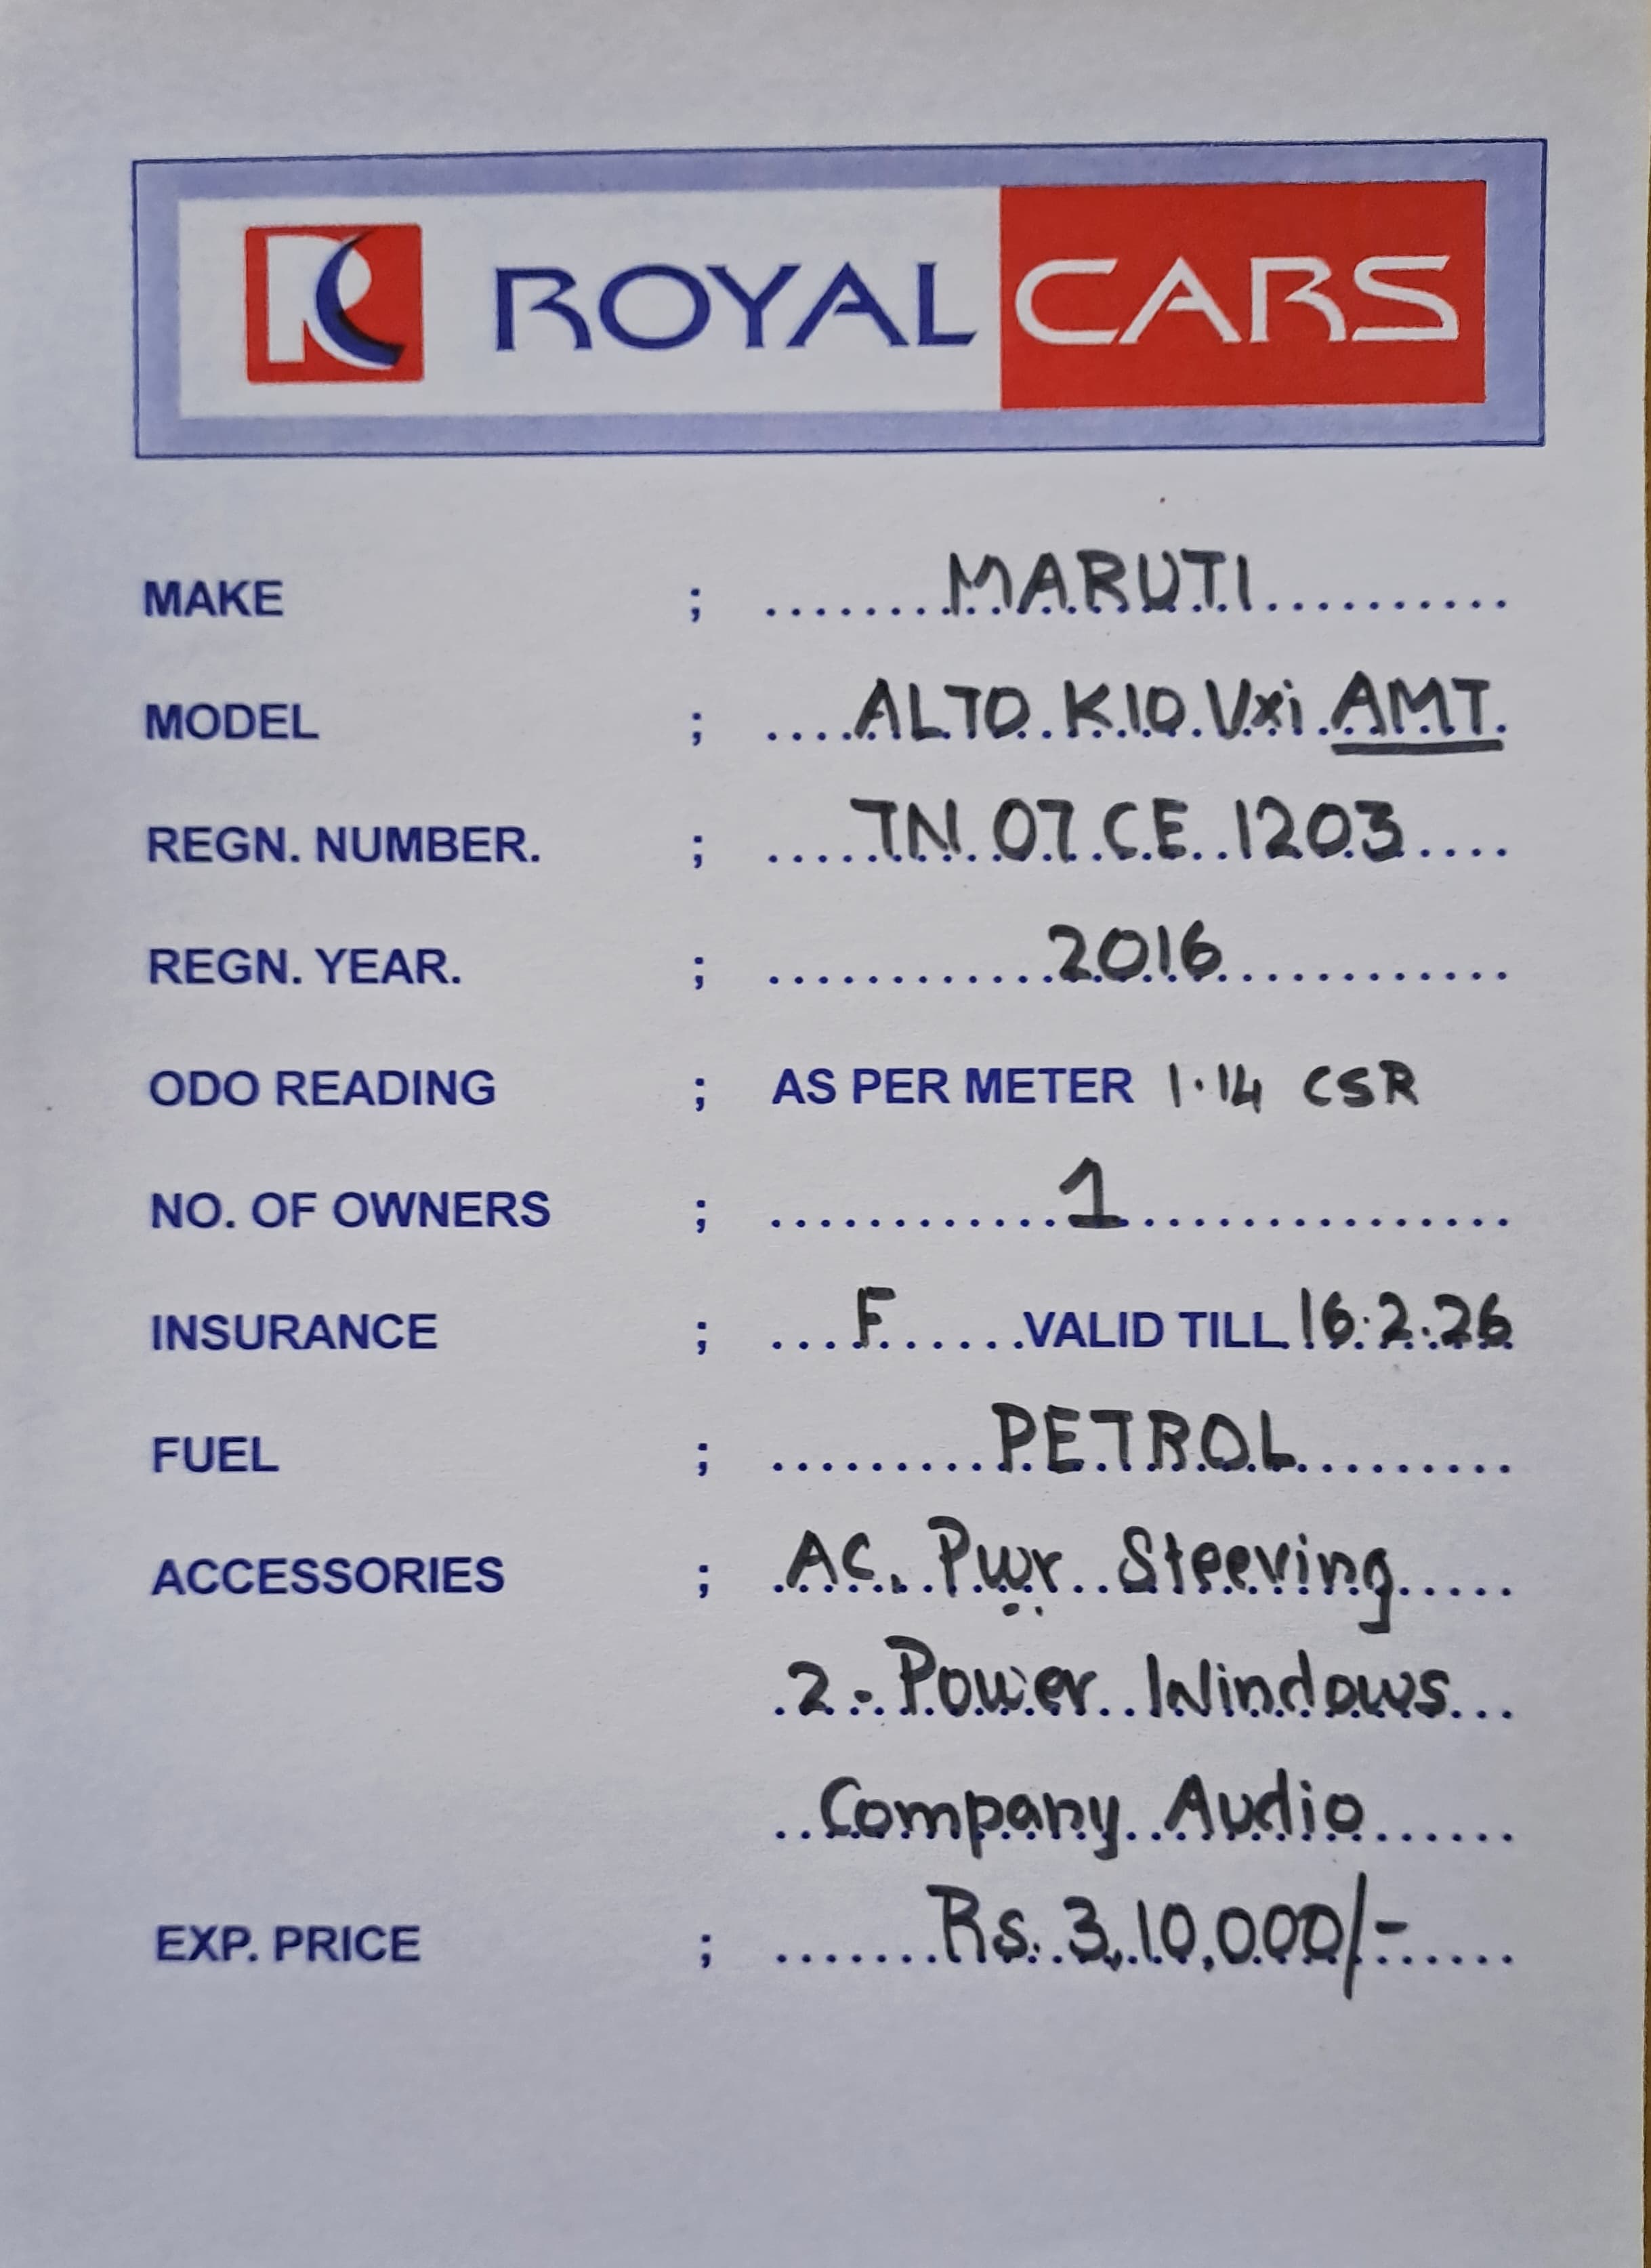 RC ROYAL CARS
MAKE ; MARUTI
MODEL ; ALTO K10 Vxi AMT
REGN. NUMBER. ; TN 07 CE 1203
REGN. YEAR. ; 2016
ODO READING ; AS PER METER 1.14 CSR
NO. OF OWNERS ; 1
INSURANCE ; F VALID TILL 16.2.26
FUEL ; PETROL
ACCESSORIES ; AC, Pwr Steering
2. Power Windows
Company Audio
EXP. PRICE ; Rs. 3,10,000/-